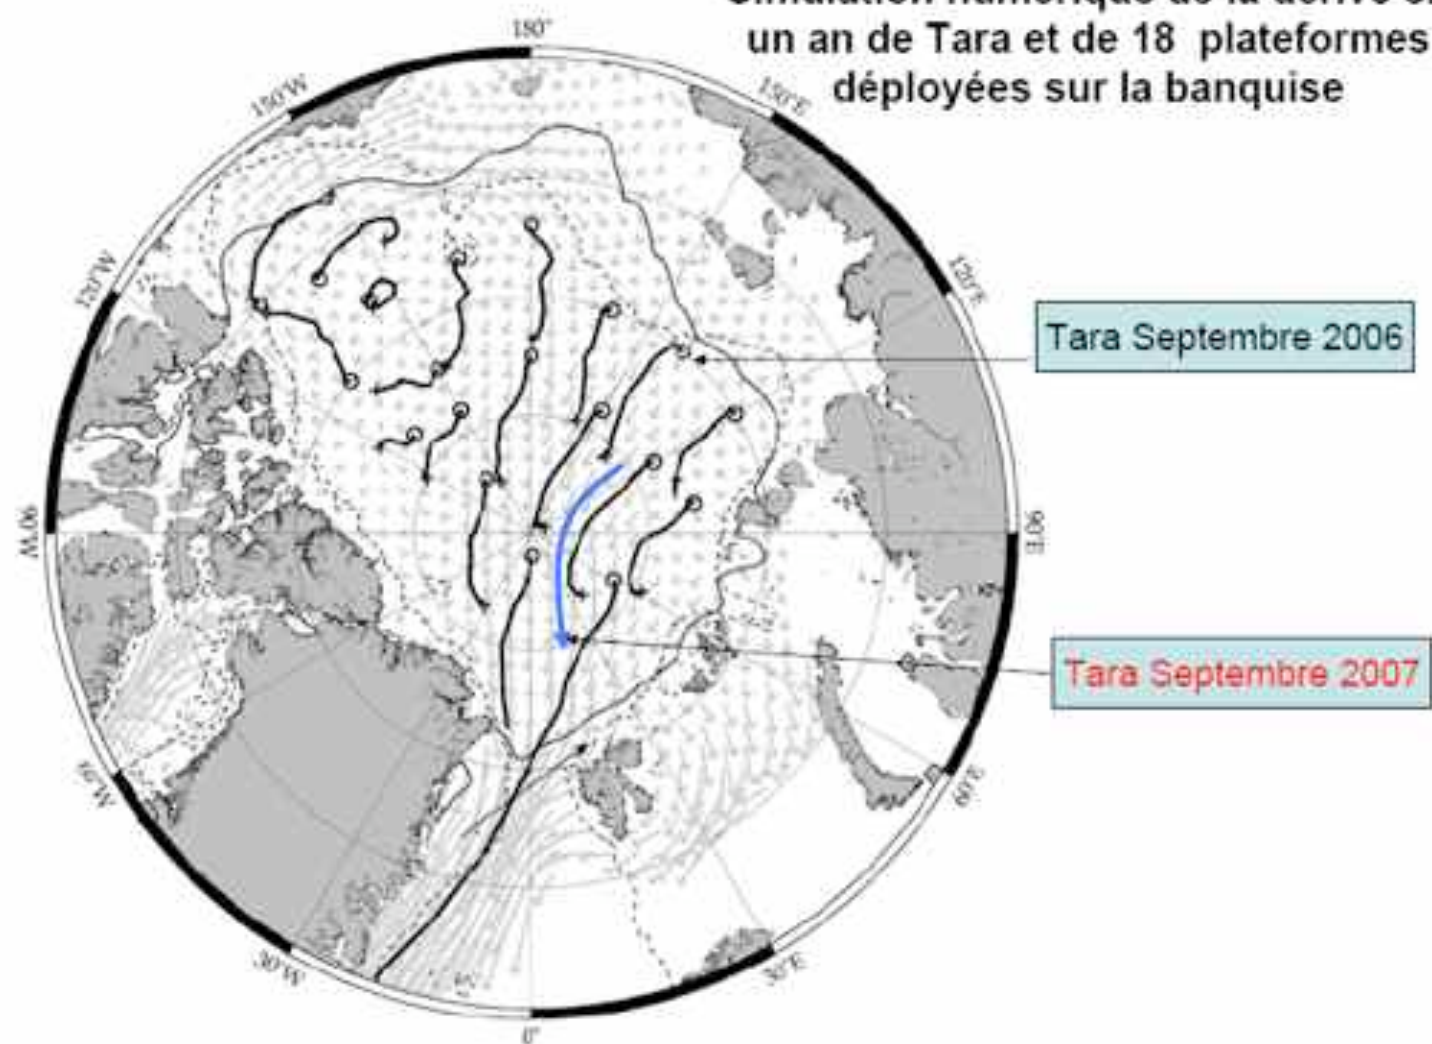 un an de Tara et de 18 plateformes
déployées sur la banquise
180°
150°W
150°E
120°W
120°E
Tara Septembre 2006
90°W
90°E
Tara Septembre 2007
60°W
60°E
30°W
30°E
0°